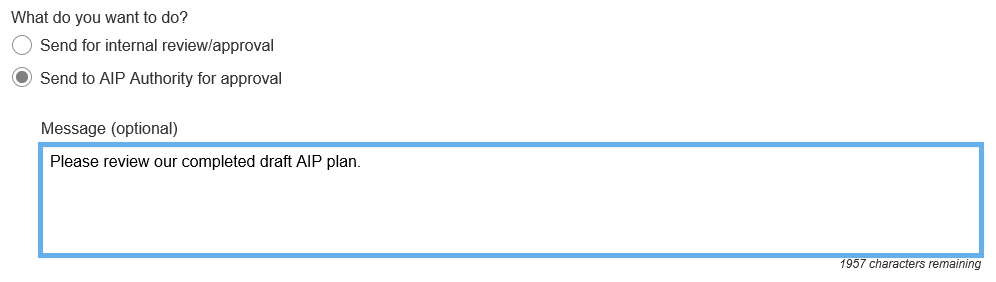 What do you want to do?
Send for internal review/approval
Send to AIP Authority for approval
Message (optional)
Please review our completed draft AIP plan.
1957 characters remaining